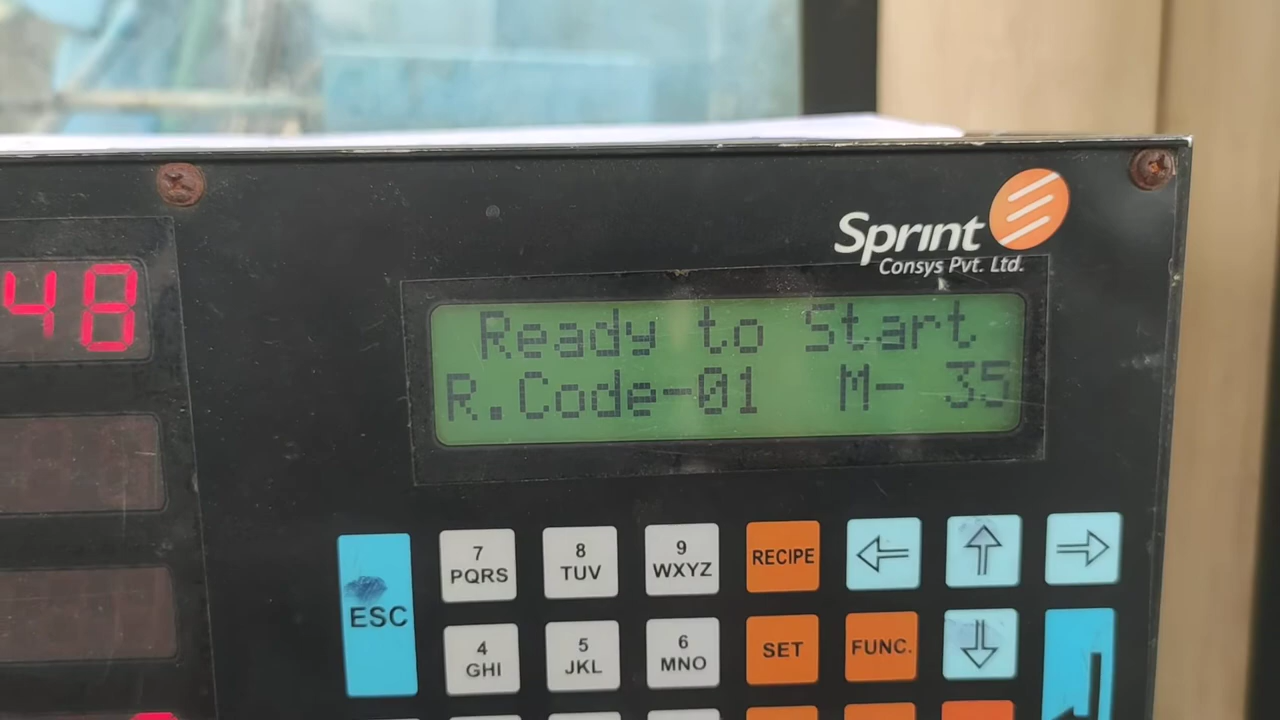 Sprint
Consys Pvt. Ltd.
48
Ready to Start
R.Code-01 M- 35
7 8 9
PQRS TUV WXYZ RECIPE
ESC
4 5 6
GHI JKL MNO SET FUNC.